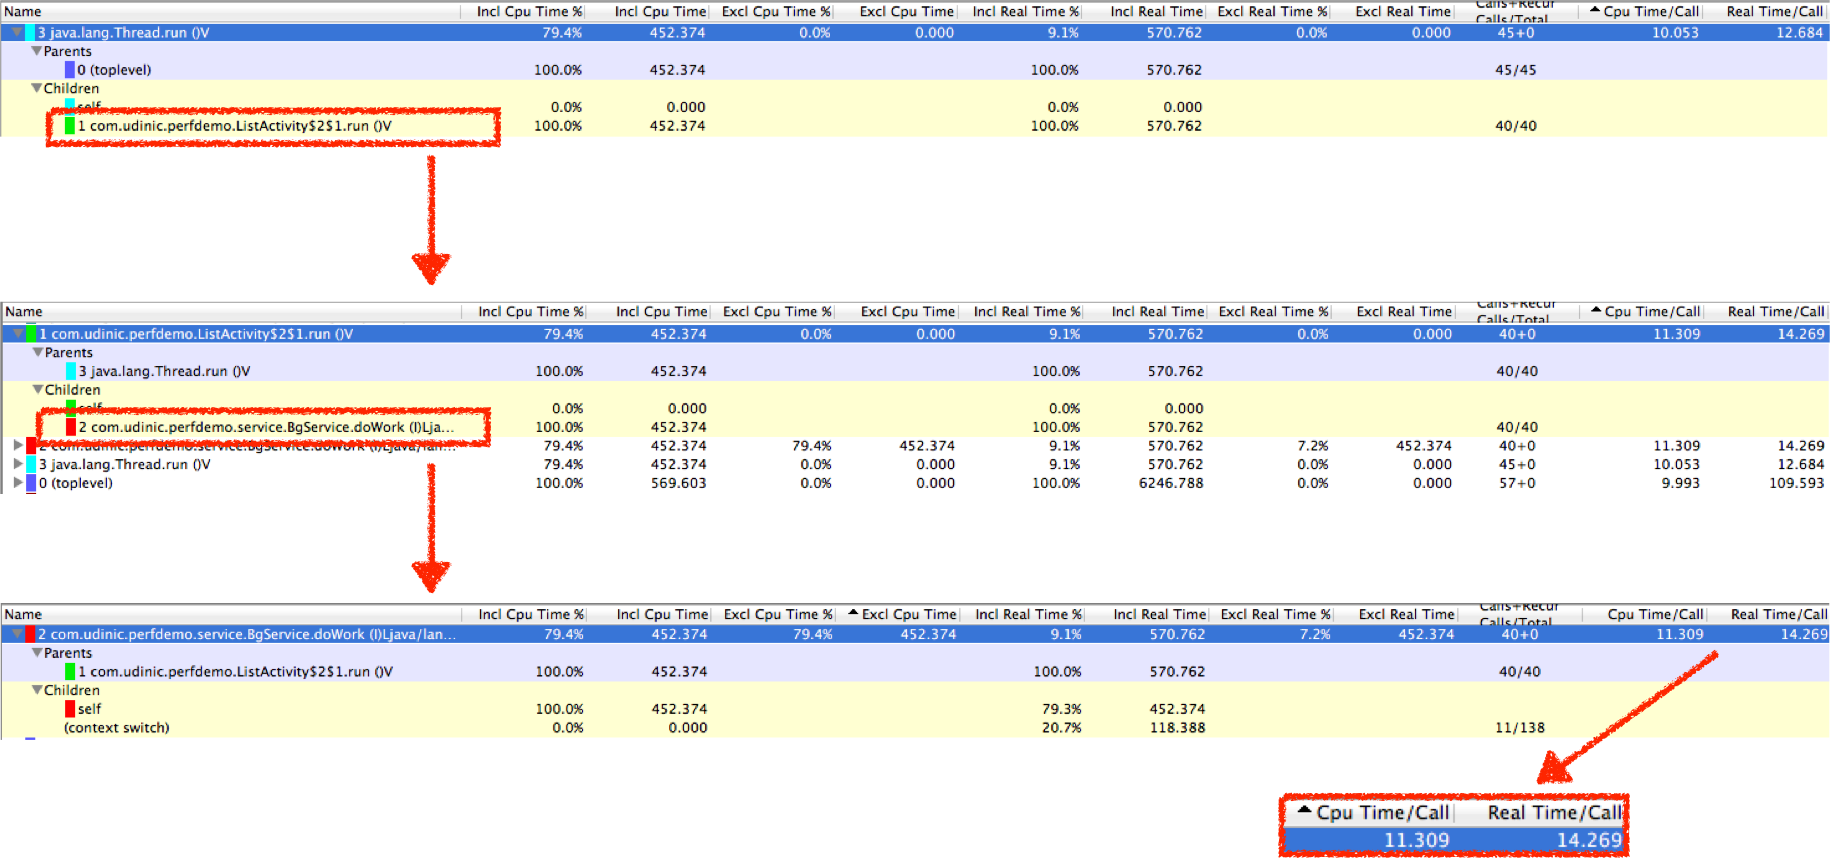 Name Incl Cpu Time % Incl Cpu Time Excl Cpu Time % Excl Cpu Time Incl Real Time % Incl Real Time Excl Real Time % Excl Real Time Calls+Recur Calls/Total Cpu Time/Call Real Time/Call
3 java.lang.Thread.run ()V 79.4% 452.374 0.0% 0.000 9.1% 570.762 0.0% 0.000 45+0 10.053 12.684
Parents
0 (toplevel) 100.0% 452.374 100.0% 570.762 45/45
Children
self 0.0% 0.000 0.0% 0.000
1 com.udinic.perfdemo.ListActivity$2$1.run ()V 100.0% 452.374 100.0% 570.762 40/40
Name Incl Cpu Time % Incl Cpu Time Excl Cpu Time % Excl Cpu Time Incl Real Time % Incl Real Time Excl Real Time % Excl Real Time Calls+Recur Calls/Total Cpu Time/Call Real Time/Call
1 com.udinic.perfdemo.ListActivity$2$1.run ()V 79.4% 452.374 0.0% 0.000 9.1% 570.762 0.0% 0.000 40+0 11.309 14.269
Parents
3 java.lang.Thread.run ()V 100.0% 452.374 100.0% 570.762 40/40
Children
self 0.0% 0.000 0.0% 0.000
2 com.udinic.perfdemo.service.BgService.doWork (I)Lja... 100.0% 452.374 100.0% 570.762 40/40
2 com.udinic.perfdemo.service.BgService.doWork (I)Ljava/lan... 79.4% 452.374 79.4% 452.374 9.1% 570.762 7.2% 452.374 40+0 11.309 14.269
3 java.lang.Thread.run ()V 79.4% 452.374 0.0% 0.000 9.1% 570.762 0.0% 0.000 45+0 10.053 12.684
0 (toplevel) 100.0% 569.603 0.0% 0.000 100.0% 6246.788 0.0% 0.000 57+0 9.993 109.593
Name Incl Cpu Time % Incl Cpu Time Excl Cpu Time % Excl Cpu Time Incl Real Time % Incl Real Time Excl Real Time % Excl Real Time Calls+Recur Calls/Total Cpu Time/Call Real Time/Call
2 com.udinic.perfdemo.service.BgService.doWork (I)Ljava/lan... 79.4% 452.374 79.4% 452.374 9.1% 570.762 7.2% 452.374 40+0 11.309 14.269
Parents
1 com.udinic.perfdemo.ListActivity$2$1.run ()V 100.0% 452.374 100.0% 570.762 40/40
Children
self 100.0% 452.374 79.3% 452.374
(context switch) 0.0% 0.000 20.7% 118.388 11/138
Cpu Time/Call Real Time/Call
11.309 14.269